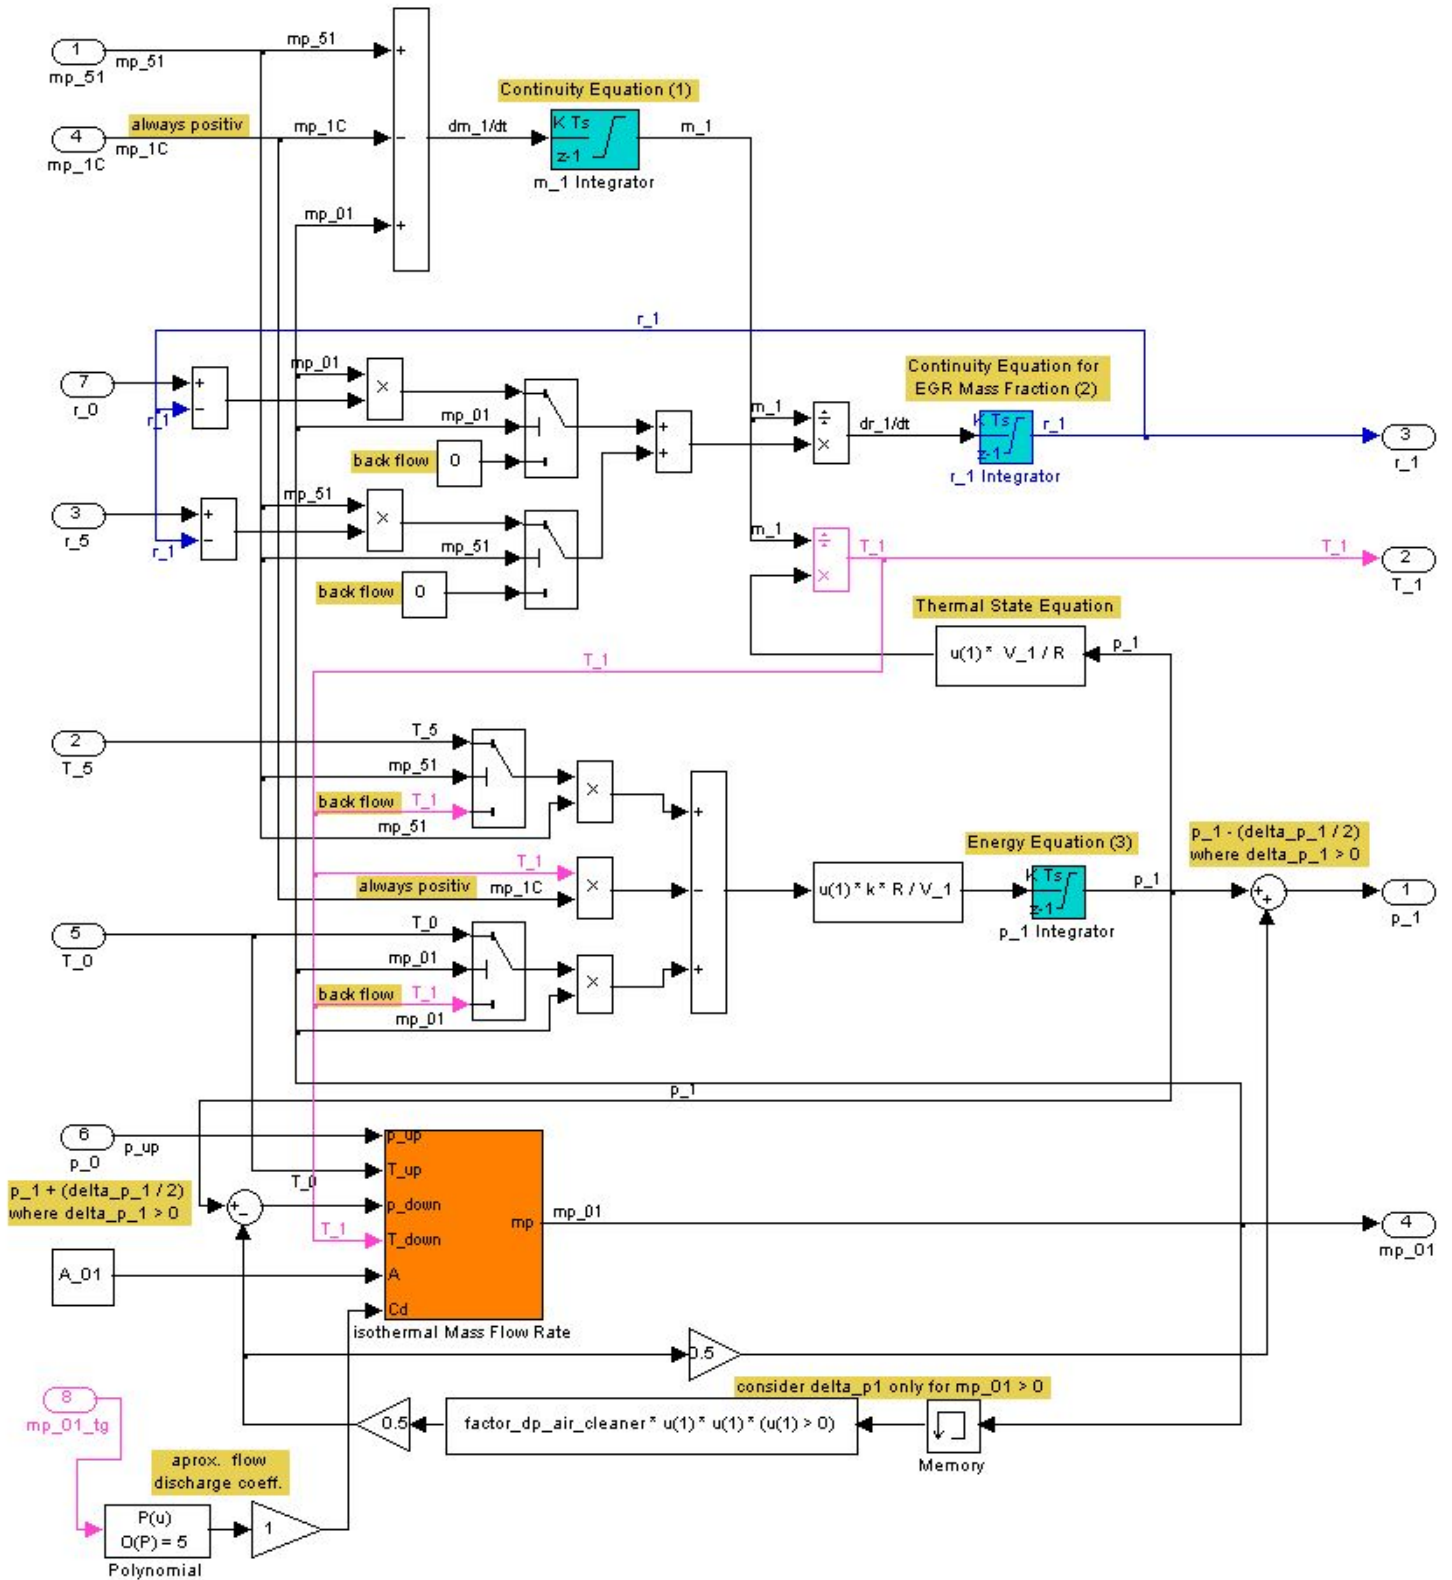 1
mp_51
mp_51
mp_51
+
4
mp_1C
always positiv
mp_1C
mp_1C
−
dm_1/dt
Continuity Equation (1)
K Ts
z-1
m_1 Integrator
m_1
mp_01
+
r_1
7
r_0
+
−
r_1
mp_01
×
mp_01
back flow
0
+
+
m_1
÷
×
dr_1/dt
Continuity Equation for
EGR Mass Fraction (2)
K Ts
z-1
r_1 Integrator
r_1
3
r_1
3
r_5
+
−
r_1
mp_51
×
mp_51
back flow
0
m_1
÷
×
T_1
T_1
2
T_1
Thermal State Equation
u(1) * V_1 / R
p_1
T_1
2
T_5
T_5
mp_51
back flow
T_1
mp_51
×
+
T_1
always positiv
mp_1C
×
−
5
T_0
T_0
mp_01
back flow
T_1
mp_01
×
+
u(1) * k * R / V_1
Energy Equation (3)
K Ts
z-1
p_1 Integrator
p_1
p_1 - (delta_p_1 / 2)
where delta_p_1 > 0
+
+
1
p_1
p_1
6
p_0
p_up
p_up
T_0
T_up
p_1 + (delta_p_1 / 2)
where delta_p_1 > 0
+
−
p_down
T_1
T_down
A_01
A
Cd
mp
mp_01
isothermal Mass Flow Rate
4
mp_01
0.5
consider delta_p1 only for mp_01 > 0
8
mp_01_tg
0.5
factor_dp_air_cleaner * u(1) * u(1) * (u(1) > 0)
Memory
aprox. flow
discharge coeff.
P(u)
O(P) = 5
Polynomial
1